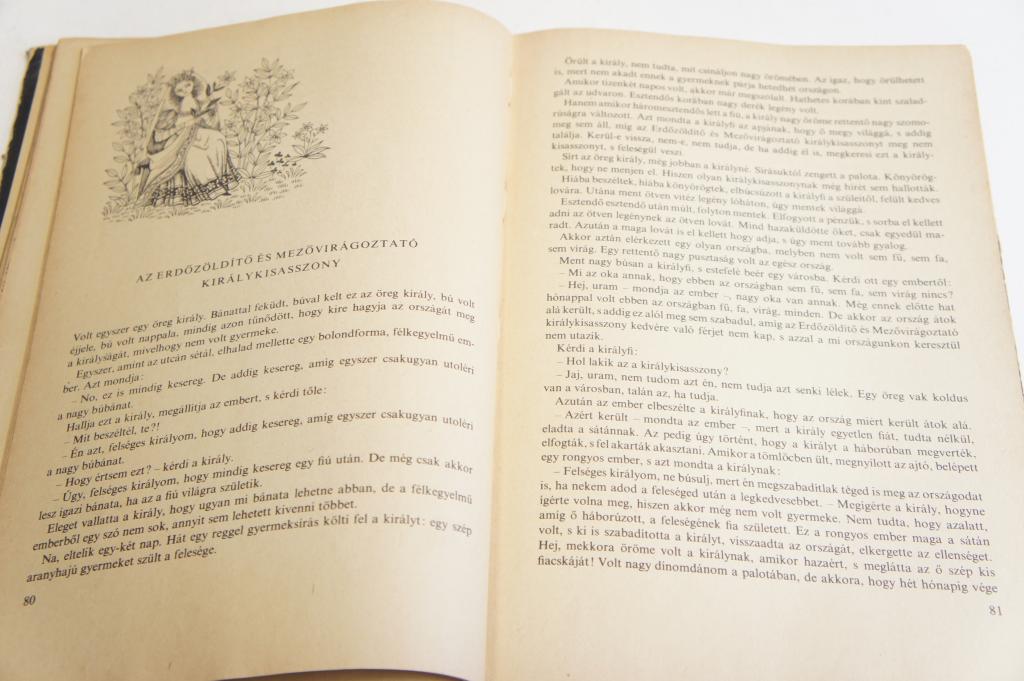 AZ ERDŐZÖLDÍTŐ ÉS MEZŐVIRÁGOZTATÓ
KIRÁLYKISASSZONY
Volt egyszer egy öreg király. Bánattal feküdt, búval kelt ez az öreg király, bú volt
éjjele, bú volt nappala, mindig azon tűnődött, hogy kire hagyja az országát meg
a királyságát, mivelhogy nem volt gyermeke.
Egyszer, amint az utcán sétál, elhalad mellette egy bolondforma, félkegyelmű em-
ber. Azt mondja:
– No, ez is mindig kesereg. De addig kesereg, amíg egyszer csakugyan utoléri
a nagy búbánat.
Hallja ezt a király, megállítja az embert, s kérdi tőle:
– Mit beszéltél, te?!
– Én azt, felséges királyom, hogy addig kesereg, amíg egyszer csakugyan utoléri
a nagy búbánat.
– Hogy értsem ezt? – kérdi a király.
– Úgy, felséges királyom, hogy mindig kesereg egy fiú után. De még csak akkor
lesz igazi bánata, ha az a fiú világra születik.
Eleget vallatta a király, hogy ugyan mi bánata lehetne abban, de a félkegyelmű
emberből egy szó nem sok, annyit sem lehetett kivenni többet.
Na, eltelik egy-két nap. Hát egy reggel gyermeksírás költi fel a királyt: egy szép
aranyhajú gyermeket szült a felesége.
80
Örült a király, nem tudta, mit csináljon nagy örömében. Az igaz, hogy örülhetett
is, mert nem akadt ennek a gyermeknek párja hetedhét országon.
Amikor tizenkét napos volt, akkor már megszólalt. Hathetes korában kint szalad-
gált az udvaron. Esztendős korában nagy derék legény volt.
Hanem amikor háromesztendős lett a fiú, a király nagy öröme rettentő nagy szomo-
rúságra változott. Azt mondta a királyfi az apjának, hogy ő megy világgá, s addig
meg sem áll, míg az Erdőzöldítő és Mezővirágoztató királykisasszonyt meg nem
találja. Kerül-e vissza, nem-e, nem tudja, de ha addig él is, megkeresi ezt a király-
kisasszonyt, s feleségül veszi.
Sírt az öreg király, még jobban a királyné. Sírásuktól zengett a palota. Könyörög-
tek, hogy ne menjen el. Hiszen olyan királykisasszonynak még hírét sem hallották.
Hiába beszéltek, hiába könyörögtek, elbúcsúzott a királyfi a szüleitől, felült kedves
lovára. Utána ment ötven vitéz legény lóháton, úgy mentek világgá.
Esztendő esztendő után múlt, folyton mentek. Elfogyott a pénzük, s sorba el kellett
adni az ötven legénynek az ötven lovát. Mind hazaküldötte őket, csak egyedül ma-
radt. Azután a maga lovát is el kellett hogy adja, s úgy ment tovább gyalog.
Akkor aztán elérkezett egy olyan országba, melyben nem volt sem fű, sem fa,
sem virág. Egy rettentő nagy pusztaság volt az egész ország.
Ment nagy búsan a királyfi, s estefelé beér egy városba. Kérdi ott egy embertől:
– Mi az oka annak, hogy ebben az országban sem fű, sem fa, sem virág nincs?
– Hej, uram – mondja az ember –, nagy oka van annak. Még ennek előtte hat
hónappal volt ebben az országban fű, fa, virág, minden. De akkor az ország átok
alá került, s addig ez alól meg sem szabadul, amíg az Erdőzöldítő és Mezővirágoztató
királykisasszony kedvére való férjet nem kap, s azzal a mi országunkon keresztül
nem utazik.
Kérdi a királyfi:
– Hol lakik az a királykisasszony?
– Jaj, uram, nem tudom azt én, nem tudja azt senki lélek. Egy öreg vak koldus
van a városban, talán az, ha tudja.
Azután az ember elbeszélte a királyfinak, hogy az ország miért került átok alá.
– Azért került – mondta az ember –, mert a király egyetlen fiát, tudta nélkül,
eladta a sátánnak. Az pedig úgy történt, hogy a királyt a háborúban megverték,
elfogták, s fel akarták akasztani. Amikor a tömlöcben ült, megnyílott az ajtó, belépett
egy rongyos ember, s azt mondta a királynak:
– Felséges királyom, ne búsulj, mert én megszabadítlak téged is meg az országodat
is, ha nekem adod a feleséged után a legkedvesebbet. – Megígérte a király, hogyne
ígérte volna meg, hiszen akkor még nem volt gyermeke. Nem tudta, hogy azalatt,
amíg ő háborúzott, a feleségének fia született. Ez a rongyos ember maga a sátán
volt, s ki is szabadította a királyt, visszaadta az országát, elkergette az ellenséget.
Hej, mekkora öröme volt a királynak, amikor hazaért, s meglátta az ő szép kis
fiacskáját! Volt nagy dínomdánom a palotában, de akkora, hogy hét hónapig vége
81